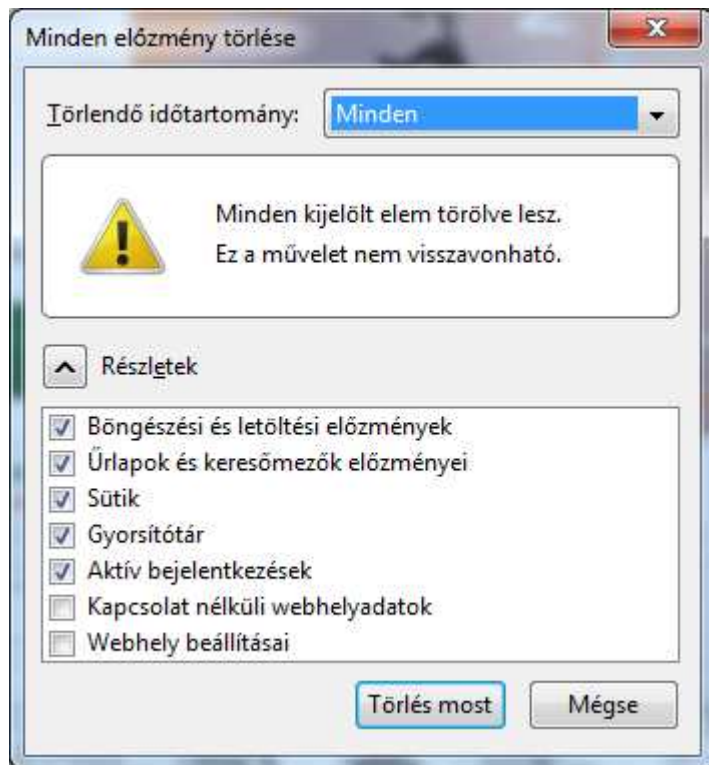 Minden előzmény törlése
Törlendő időtartomány: Minden
Minden kijelölt elem törölve lesz.
Ez a művelet nem visszavonható.
Részletek
Böngészési és letöltési előzmények
Űrlapok és keresőmezők előzményei
Sütik
Gyorsítótár
Aktív bejelentkezések
Kapcsolat nélküli webhelyadatok
Webhely beállításai
Törlés most Mégse